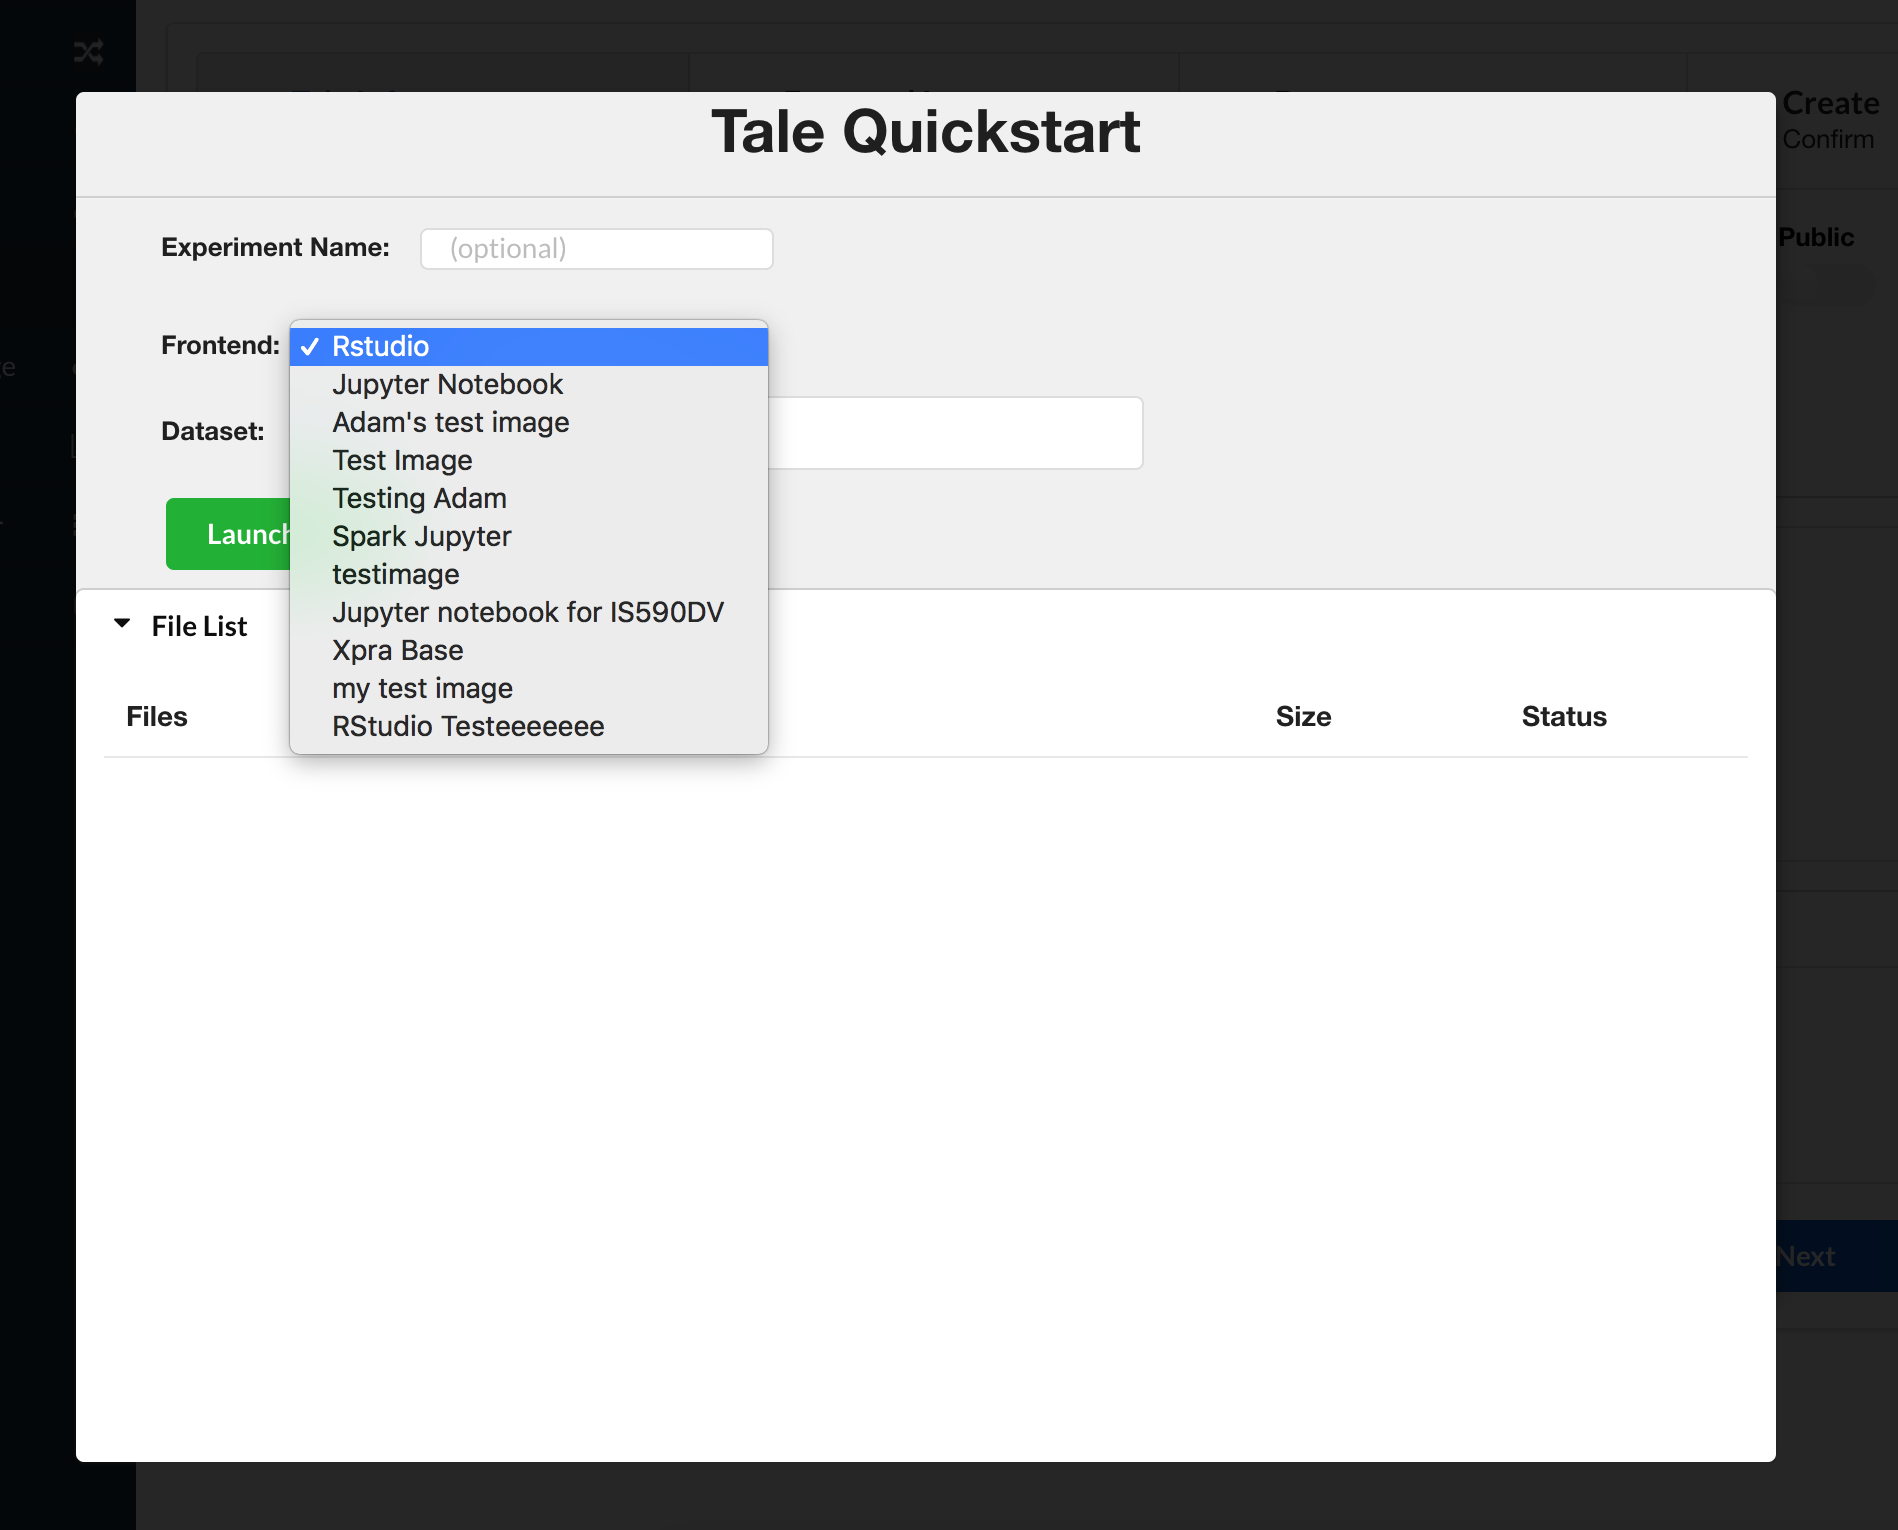 Tale Quickstart
Create
Confirm
Experiment Name:
(optional)
Public
Frontend:
✓ Rstudio
Jupyter Notebook
Adam's test image
Test Image
Testing Adam
Spark Jupyter
testimage
Jupyter notebook for IS590DV
Xpra Base
my test image
RStudio Testeeeeeee
Dataset:
Launch
File List
Files
Size
Status
Next